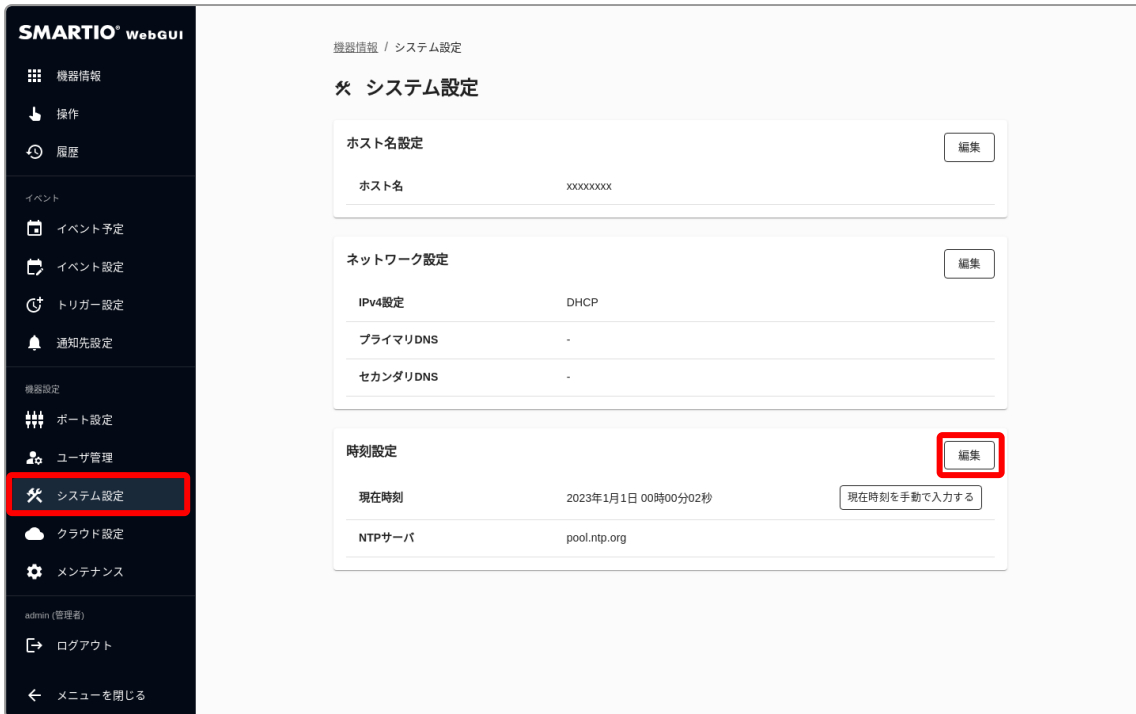 SMARTIO® WebGUI
機器情報
操作
履歴
イベント
イベント予定
イベント設定
トリガー設定
通知先設定
機器設定
ポート設定
ユーザ管理
システム設定
クラウド設定
メンテナンス
admin (管理者)
ログアウト
メニューを閉じる
機器情報 / システム設定
システム設定
ホスト名設定 編集
ホスト名 xxxxxxxx
ネットワーク設定 編集
IPv4設定 DHCP
プライマリDNS -
セカンダリDNS -
時刻設定 編集
現在時刻 2023年1月1日 00時00分02秒 現在時刻を手動で入力する
NTPサーバ pool.ntp.org